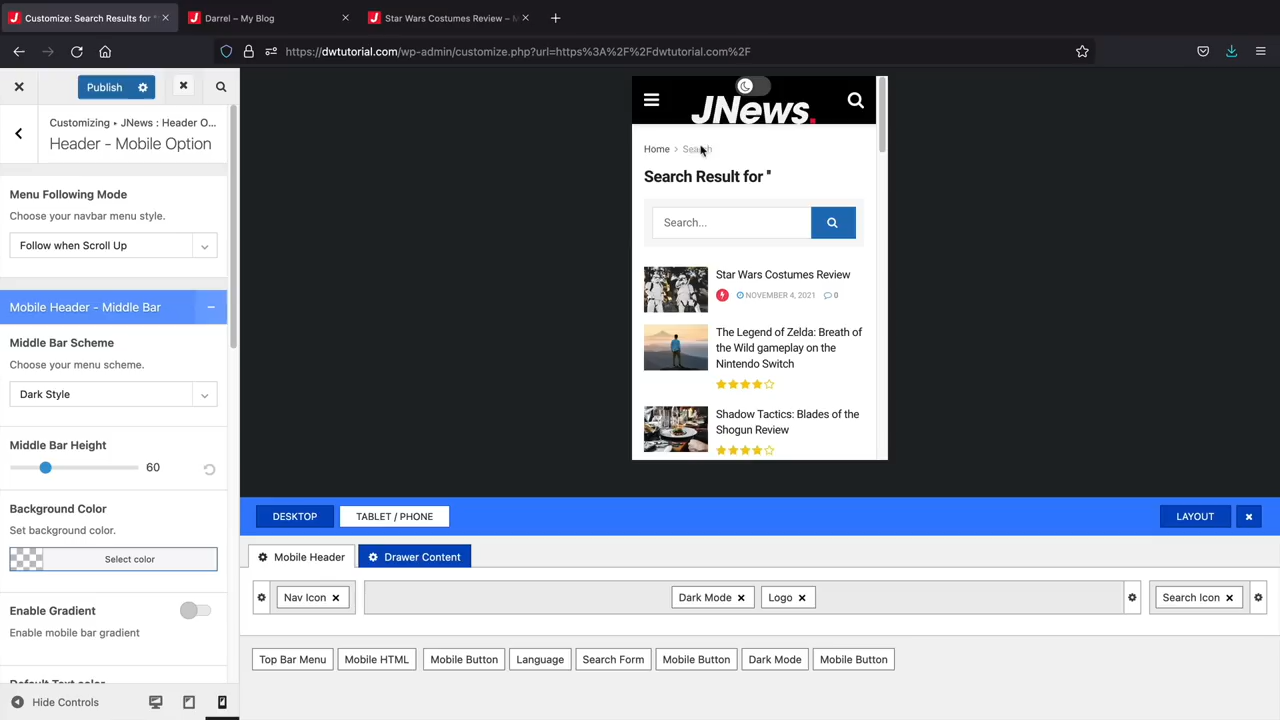 Customize: Search Results for "
Darrel – My Blog
Star Wars Costumes Review – M
https://dwtutorial.com/wp-admin/customize.php?url=https%3A%2F%2Fdwtutorial.com%2F
Publish
Customizing • JNews : Header O...
Header - Mobile Option
Menu Following Mode
Choose your navbar menu style.
Follow when Scroll Up
Mobile Header - Middle Bar
Middle Bar Scheme
Choose your menu scheme.
Dark Style
Middle Bar Height
60
Background Color
Set background color.
Select color
Enable Gradient
Enable mobile bar gradient
Default Text color
Hide Controls
JNews.
Home > Search
Search Result for ''
Search...
Star Wars Costumes Review
NOVEMBER 4, 2021 0
The Legend of Zelda: Breath of
the Wild gameplay on the
Nintendo Switch
Shadow Tactics: Blades of the
Shogun Review
DESKTOP
TABLET / PHONE
LAYOUT
Mobile Header
Drawer Content
Nav Icon
Dark Mode
Logo
Search Icon
Top Bar Menu
Mobile HTML
Mobile Button
Language
Search Form
Mobile Button
Dark Mode
Mobile Button